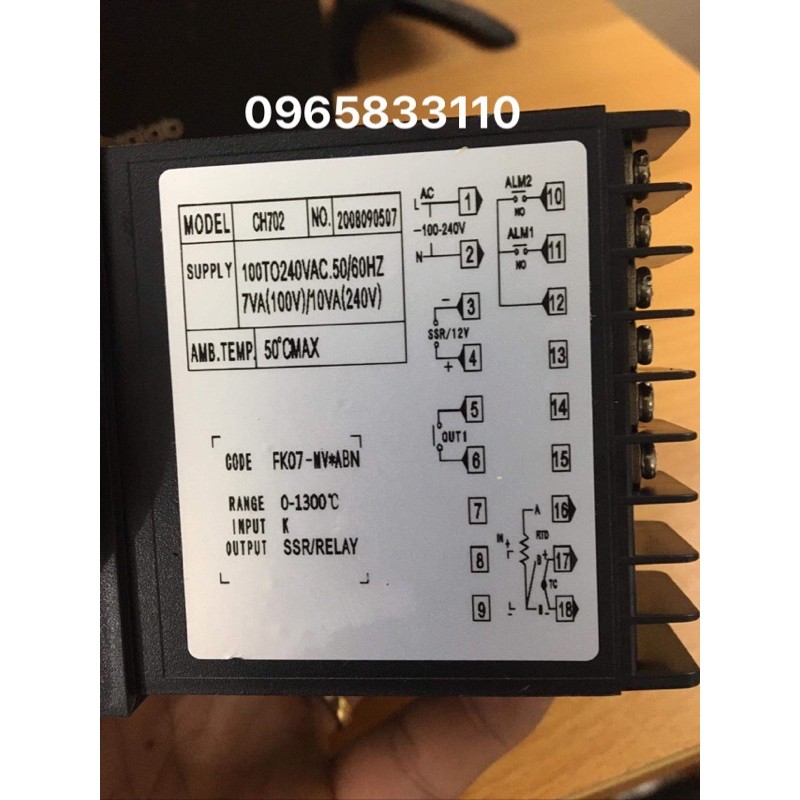 0965833110
MODEL CH702 NO. 2008090507
SUPPLY 100TO240VAC.50/60HZ
7VA(100V)/10VA(240V)
AMB.TEMP. 50°CMAX
CODE FK07-MV*ABN
RANGE 0-1300℃
INPUT K
OUTPUT SSR/RELAY
L AC 1
100-240V
N 2
- 3
SSR/12V
+ 4
5
OUT1
6
7
8
9
ALM2 10
NO
ALM1 11
NO
12
13
14
15
A 16
IN + RTD
B + 17
TC
- B - 18